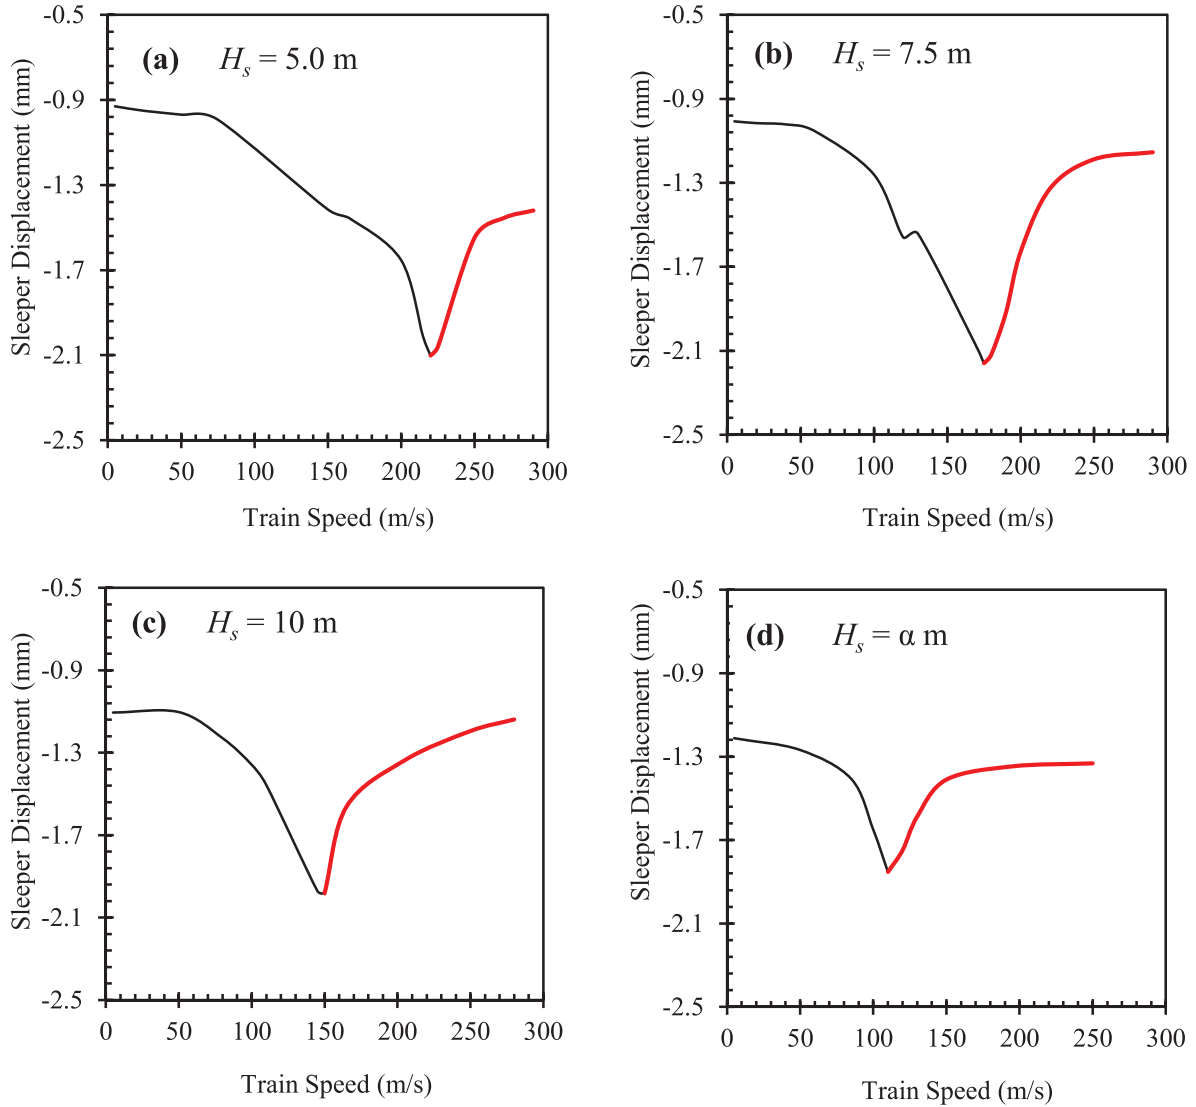 (a) Hₛ = 5.0 m
Sleeper Displacement (mm)
-0.5
-0.9
-1.3
-1.7
-2.1
-2.5
0 50 100 150 200 250 300
Train Speed (m/s)
(b) Hₛ = 7.5 m
Sleeper Displacement (mm)
-0.5
-0.9
-1.3
-1.7
-2.1
-2.5
0 50 100 150 200 250 300
Train Speed (m/s)
(c) Hₛ = 10 m
Sleeper Displacement (mm)
-0.5
-0.9
-1.3
-1.7
-2.1
-2.5
0 50 100 150 200 250 300
Train Speed (m/s)
(d) Hₛ = α m
Sleeper Displacement (mm)
-0.5
-0.9
-1.3
-1.7
-2.1
-2.5
0 50 100 150 200 250 300
Train Speed (m/s)